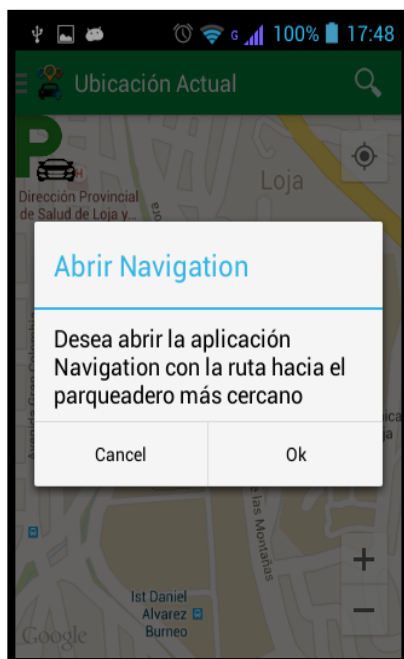 G 100% 17:48
Ubicación Actual
P
H
Loja
Dirección Provincial
de Salud de Loja y...
Abrir Navigation
Desea abrir la aplicación
Navigation con la ruta hacia el
parqueadero más cercano
Cancel
Ok
de las Montañas
Ist Daniel
Alvarez
Burneo
Google
+
−